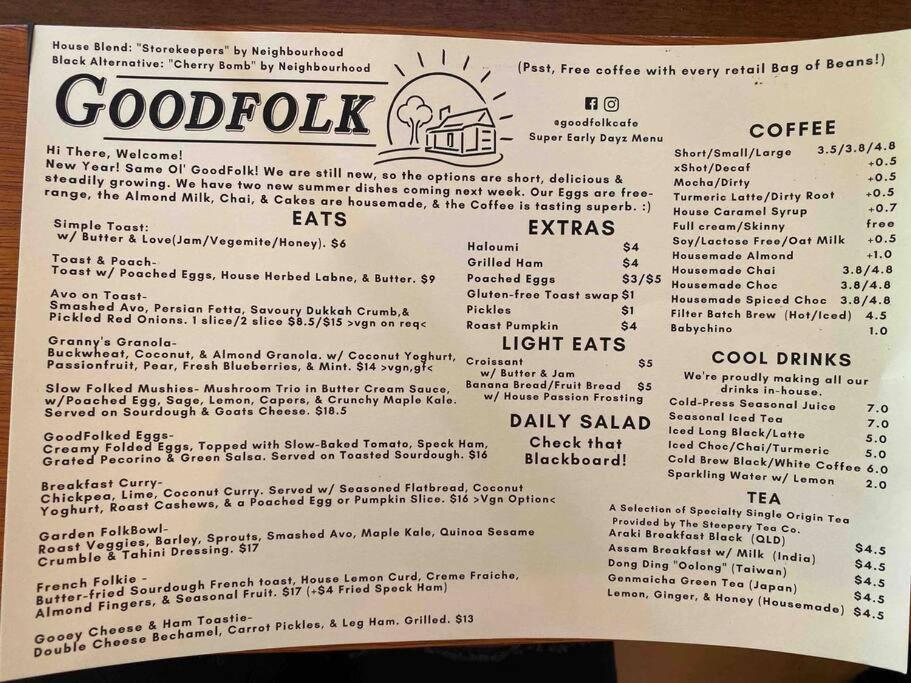 House Blend: "Storekeepers" by Neighbourhood
Black Alternative: "Cherry Bomb" by Neighbourhood
GOODFOLK
(Psst, Free coffee with every retail Bag of Beans!)
@goodfolkcafe
Super Early Dayz Menu
Hi There, Welcome!
New Year! Same Ol' GoodFolk! We are still new, so the options are short, delicious &
steadily growing. We have two new summer dishes coming next week. Our Eggs are free-
range, the Almond Milk, Chai, & Cakes are housemade, & the Coffee is tasting superb. :)
EATS
Simple Toast:
w/ Butter & Love(Jam/Vegemite/Honey). $6
Toast & Poach-
Toast w/ Poached Eggs, House Herbed Labne, & Butter. $9
Avo on Toast-
Smashed Avo, Persian Fetta, Savoury Dukkah Crumb,&
Pickled Red Onions. 1 slice/2 slice $8.5/$15 >vgn on req<
Granny's Granola-
Buckwheat, Coconut, & Almond Granola. w/ Coconut Yoghurt,
Passionfruit, Pear, Fresh Blueberries, & Mint. $14 >vgn,gf<
Slow Folked Mushies- Mushroom Trio in Butter Cream Sauce,
w/Poached Egg, Sage, Lemon, Capers, & Crunchy Maple Kale.
Served on Sourdough & Goats Cheese. $18.5
GoodFolked Eggs-
Creamy Folded Eggs, Topped with Slow-Baked Tomato, Speck Ham,
Grated Pecorino & Green Salsa. Served on Toasted Sourdough. $16
Breakfast Curry-
Chickpea, Lime, Coconut Curry. Served w/ Seasoned Flatbread, Coconut
Yoghurt, Roast Cashews, & a Poached Egg or Pumpkin Slice. $16 >Vgn Option<
Garden FolkBowl-
Roast Veggies, Barley, Sprouts, Smashed Avo, Maple Kale, Quinoa Sesame
Crumble & Tahini Dressing. $17
French Folkie -
Butter-fried Sourdough French toast, House Lemon Curd, Creme Fraiche,
Almond Fingers, & Seasonal Fruit. $17 (+$4 Fried Speck Ham)
Gooey Cheese & Ham Toastie-
Double Cheese Bechamel, Carrot Pickles, & Leg Ham. Grilled. $13
EXTRAS
Haloumi $4
Grilled Ham $4
Poached Eggs $3/$5
Gluten-free Toast swap $1
Pickles $1
Roast Pumpkin $4
LIGHT EATS
Croissant $5
w/ Butter & Jam
Banana Bread/Fruit Bread $5
w/ House Passion Frosting
DAILY SALAD
Check that
Blackboard!
COFFEE
Short/Small/Large 3.5/3.8/4.8
xShot/Decaf +0.5
Mocha/Dirty +0.5
Turmeric Latte/Dirty Root +0.5
House Caramel Syrup +0.7
Full cream/Skinny free
Soy/Lactose Free/Oat Milk +0.5
Housemade Almond +1.0
Housemade Chai 3.8/4.8
Housemade Choc 3.8/4.8
Housemade Spiced Choc 3.8/4.8
Filter Batch Brew (Hot/Iced) 4.5
Babychino 1.0
COOL DRINKS
We're proudly making all our
drinks in-house.
Cold-Press Seasonal Juice 7.0
Seasonal Iced Tea 7.0
Iced Long Black/Latte 5.0
Iced Choc/Chai/Turmeric 5.0
Cold Brew Black/White Coffee 6.0
Sparkling Water w/ Lemon 2.0
TEA
A Selection of Specialty Single Origin Tea
Provided by The Steepery Tea Co.
Araki Breakfast Black (QLD) $4.5
Assam Breakfast w/ Milk (India) $4.5
Dong Ding "Oolong" (Taiwan) $4.5
Genmaicha Green Tea (Japan) $4.5
Lemon, Ginger, & Honey (Housemade) $4.5